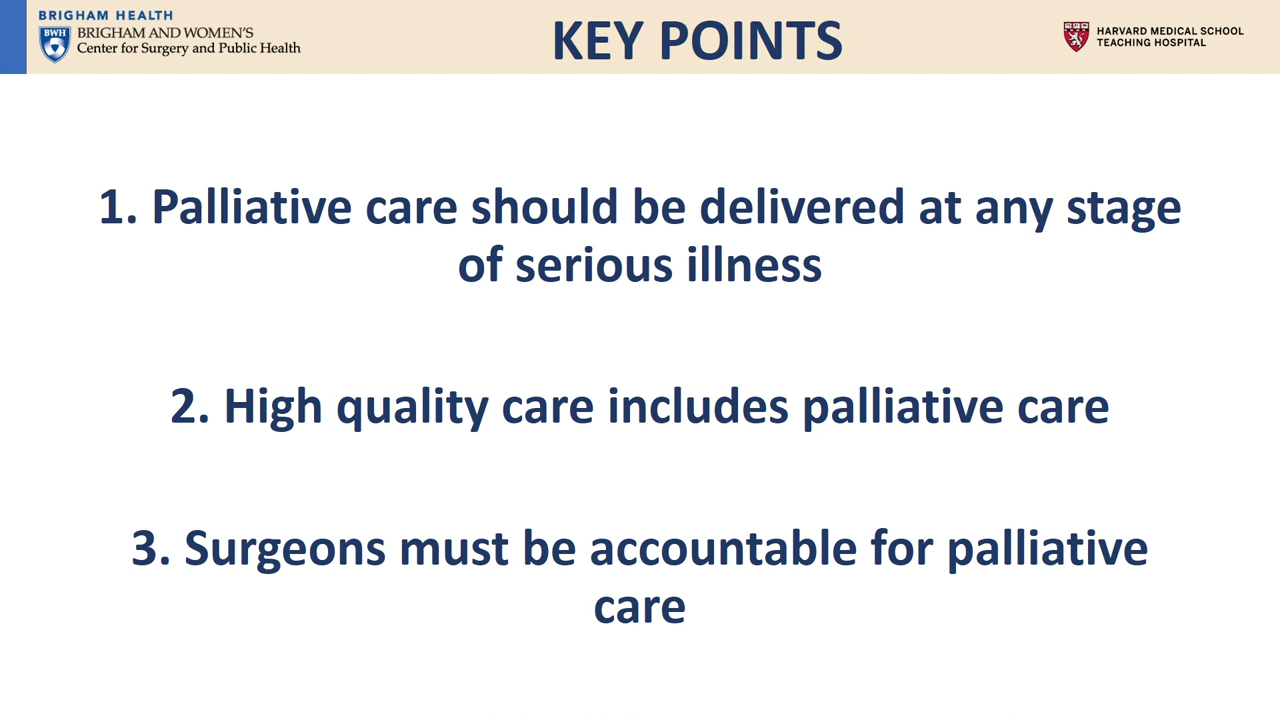 BRIGHAM HEALTH
BWH
BRIGHAM AND WOMEN'S
Center for Surgery and Public Health
KEY POINTS
HARVARD MEDICAL SCHOOL
TEACHING HOSPITAL
1. Palliative care should be delivered at any stage
of serious illness
2. High quality care includes palliative care
3. Surgeons must be accountable for palliative
care